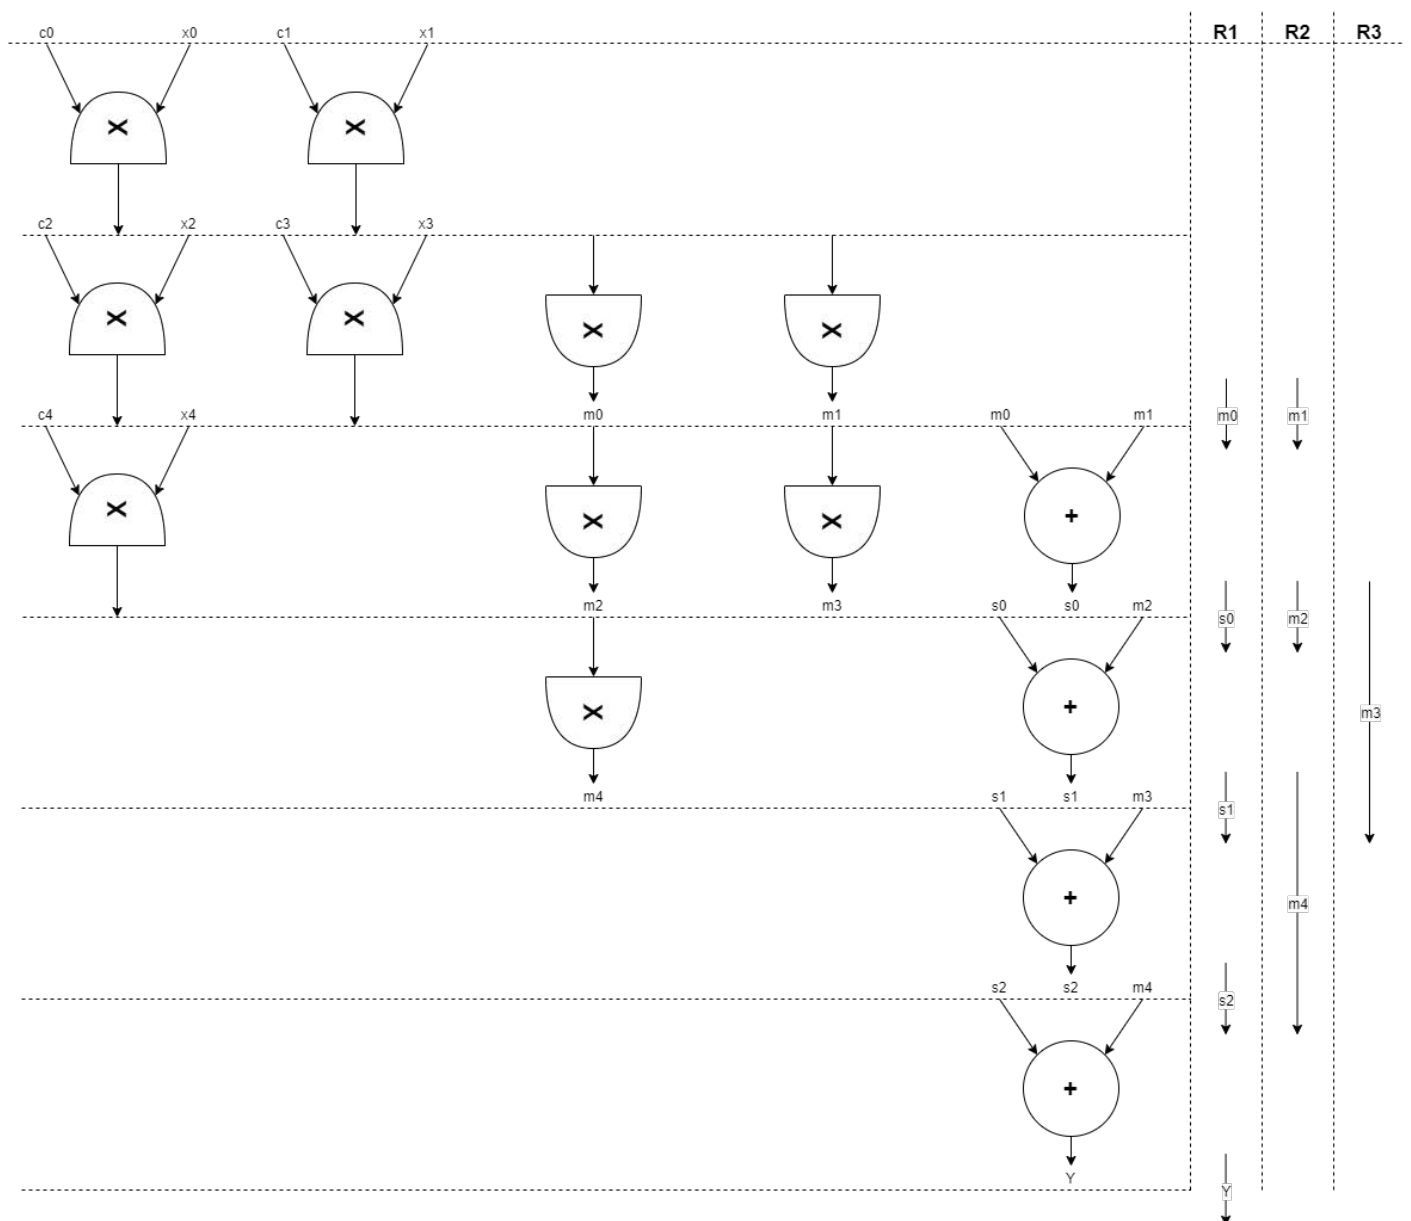 c0 x0 c1 x1 R1 R2 R3
× ×
c2 x2 c3 x3
× × × ×
c4 x4 m0 m1 m0 m1 m0 m1
× × × +
m2 m3 s0 s0 m2 s0 m2
× + m3
m4 s1 s1 m3 s1
+ m4
s2 s2 m4 s2
+
Y Y